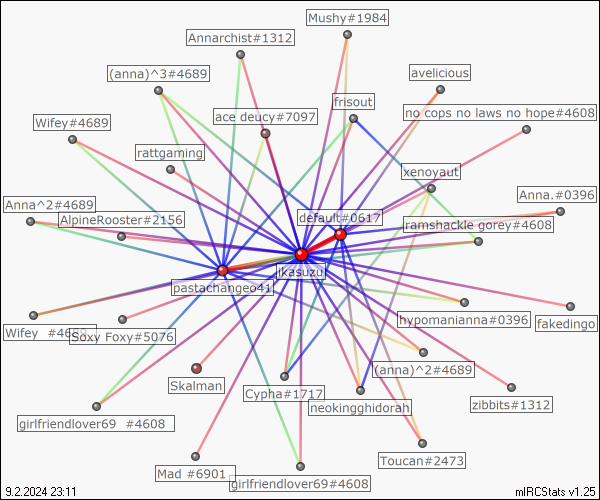 Mushy#1984
Annarchist#1312
(anna)^3#4689
avelicious
frisout
ace deucy#7097
no cops no laws no hope#4608
Wifey#4689
rattgaming
xenoyaut
Anna.#0396
Anna^2#4689
AlpineRooster#2156
default#0617
ramshackle gorey#4608
ikasuzu
pastachange041
Wifey #4689
Soxy Foxy#5076
hypomanianna#0396
fakedingo
(anna)^2#4689
Skalman
Cypha#1717
neokingghidorah
zibbits#1312
girlfriendlover69 #4608
Toucan#2473
Mad #6901
girlfriendlover69#4608
9.2.2024 23:11
mIRCStats v1.25